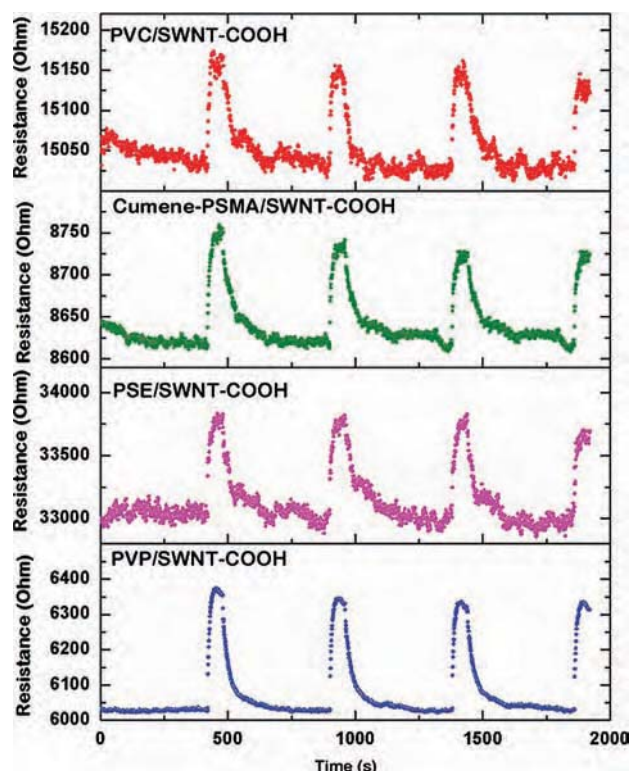 PVC/SWNT-COOH
Resistance (Ohm)
15200
15150
15100
15050
Cumene-PSMA/SWNT-COOH
Resistance (Ohm)
8750
8700
8650
8600
PSE/SWNT-COOH
Resistance (Ohm)
34000
33500
33000
PVP/SWNT-COOH
Resistance (Ohm)
6400
6300
6200
6100
6000
0 500 1000 1500 2000
Time (s)